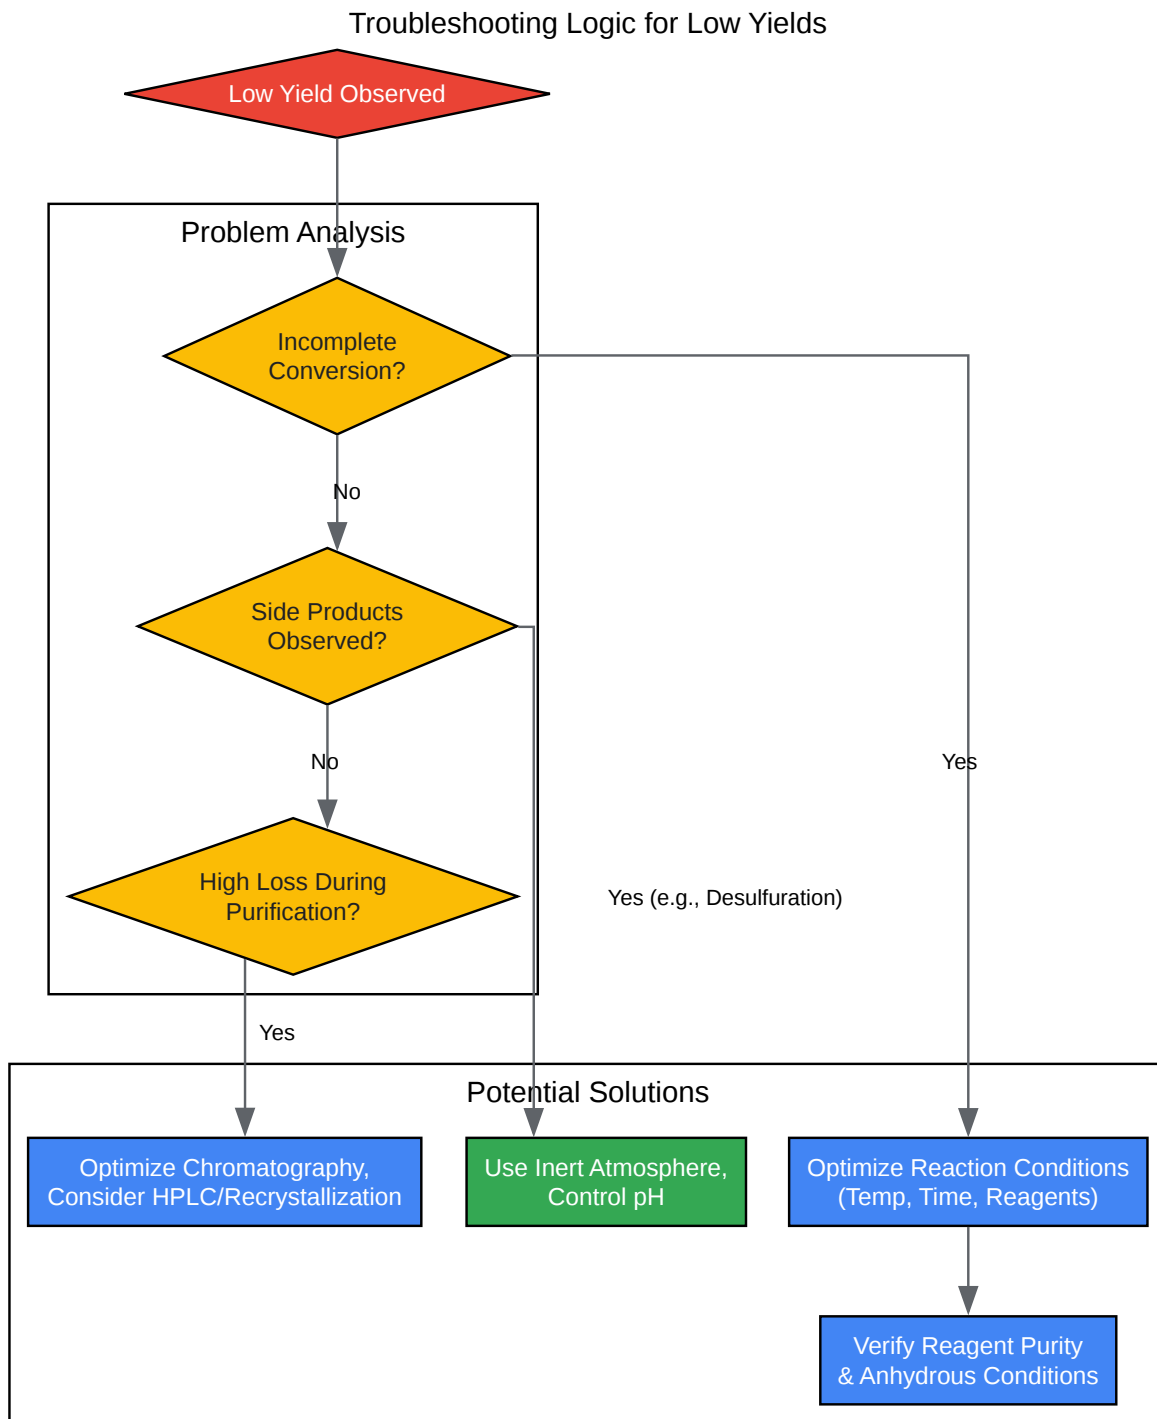 Troubleshooting Logic for Low Yields
Low Yield Observed
Problem Analysis
Incomplete
Conversion?
No
Side Products
Observed?
No
Yes
High Loss During
Purification?
Yes (e.g., Desulfuration)
Yes
Potential Solutions
Optimize Chromatography,
Consider HPLC/Recrystallization
Use Inert Atmosphere,
Control pH
Optimize Reaction Conditions
(Temp, Time, Reagents)
Verify Reagent Purity
& Anhydrous Conditions